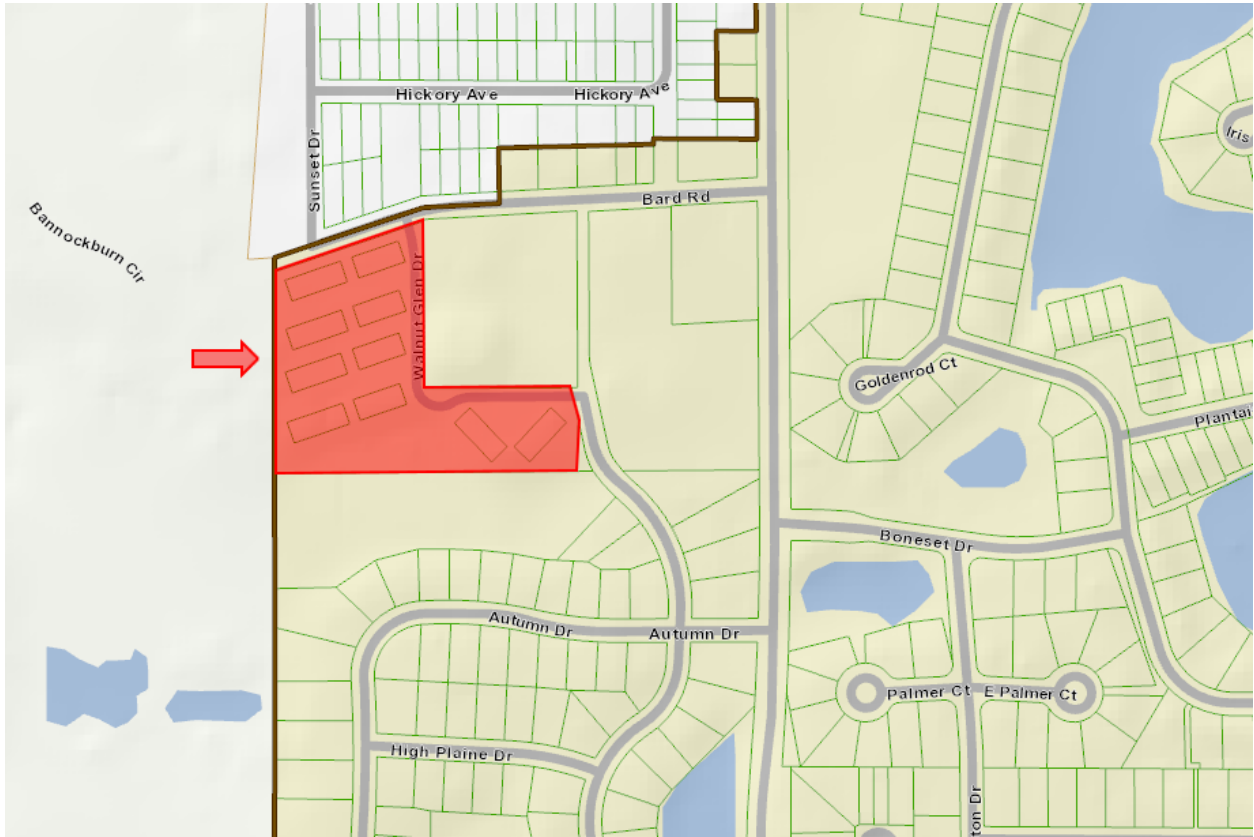 Hickory Ave
Hickory Ave
Iris
Sunset Dr
Bard Rd
Bannockburn Cir
Walnut Glen Dr
Goldenrod Ct
Plantai
Boneset Dr
Autumn Dr
Autumn Dr
Palmer Ct
E Palmer Ct
High Plaine Dr
ton Dr